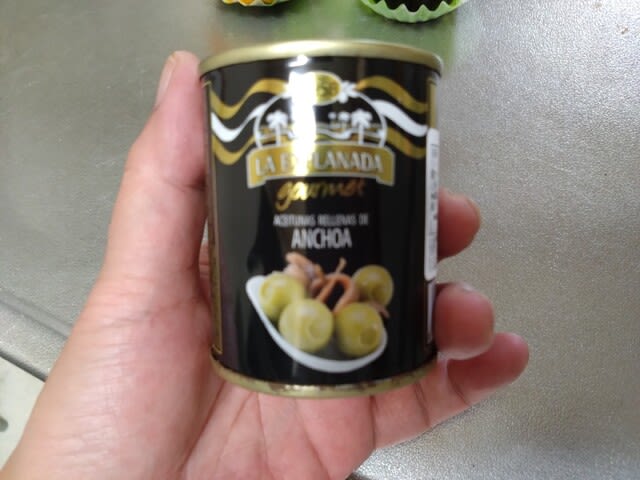 LA EXPLANADA
gourmet
ACEITUNAS RELLENAS DE
ANCHOA